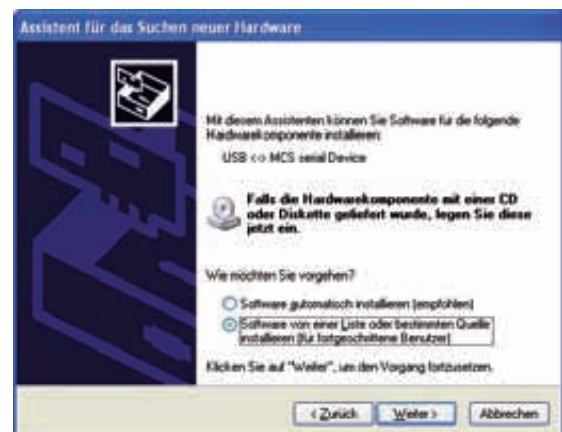 Assistent für das Suchen neuer Hardware
Mit diesem Assistenten können Sie Software für die folgende
Hardwarekomponente installieren:
USB <-> MCS serial Device
Falls die Hardwarekomponente mit einer CD
oder Diskette geliefert wurde, legen Sie diese
jetzt ein.
Wie möchten Sie vorgehen?
Software automatisch installieren (empfohlen)
Software von einer Liste oder bestimmten Quelle
installieren (für fortgeschrittene Benutzer)
Klicken Sie auf "Weiter", um den Vorgang fortzusetzen.
< Zurück Weiter > Abbrechen